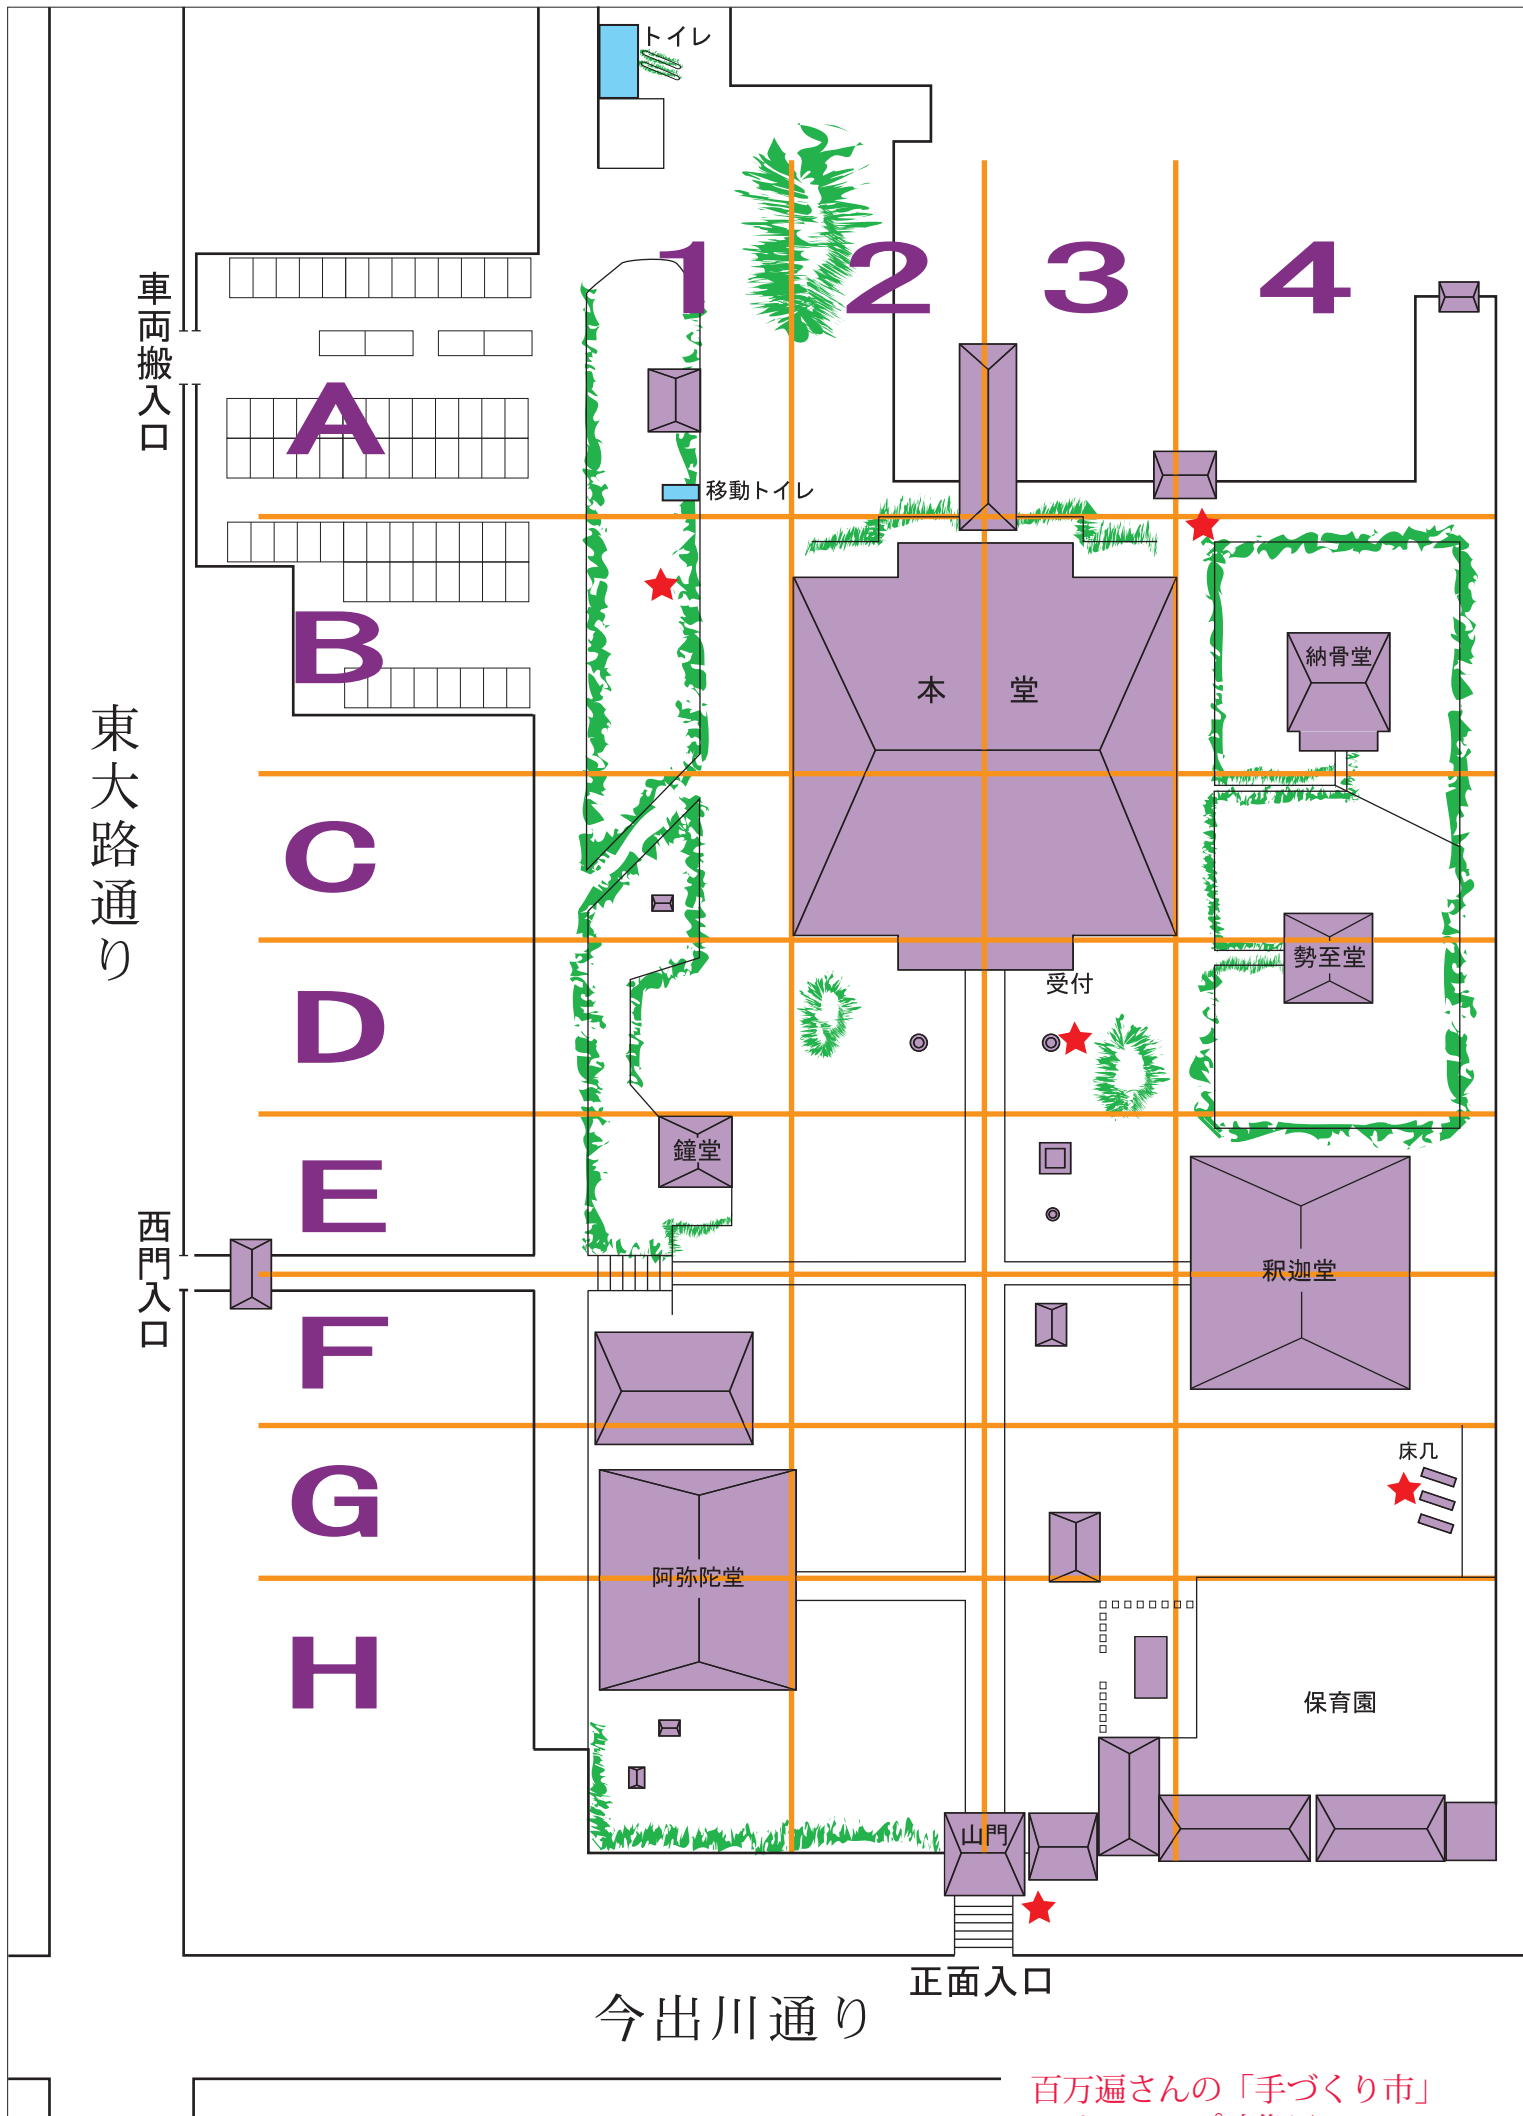 トイレ
1 2 3 4
車両搬入口
A
移動トイレ
B
納骨堂
本 堂
東大路通り
C
勢至堂
D
受付
E
鐘堂
西門入口
釈迦堂
F
床几
G
阿弥陀堂
H
保育園
山門
正面入口
今出川通り
百万遍さんの「手づくり市」